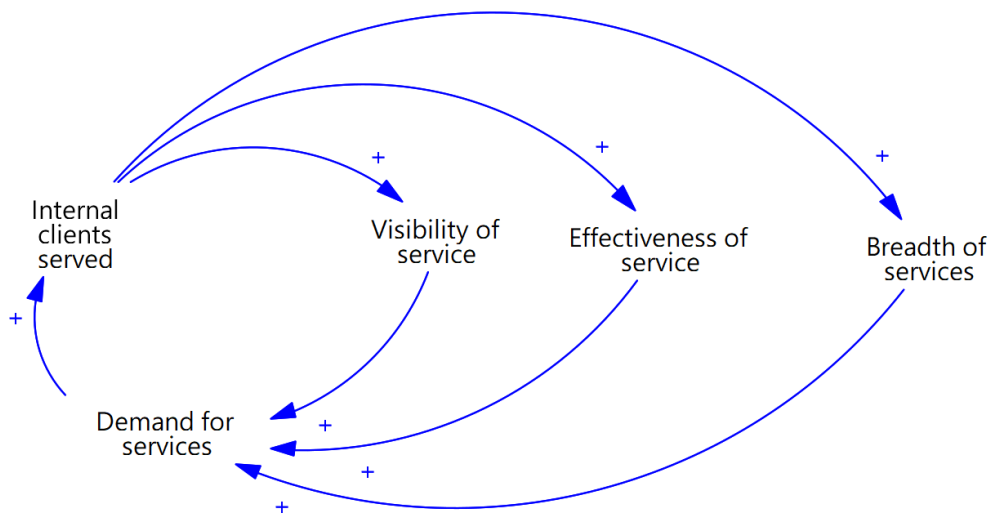 +
+
+
Internal
clients
served
Visibility of
service
Effectiveness of
service
Breadth of
services
+
Demand for
services
+
+
+